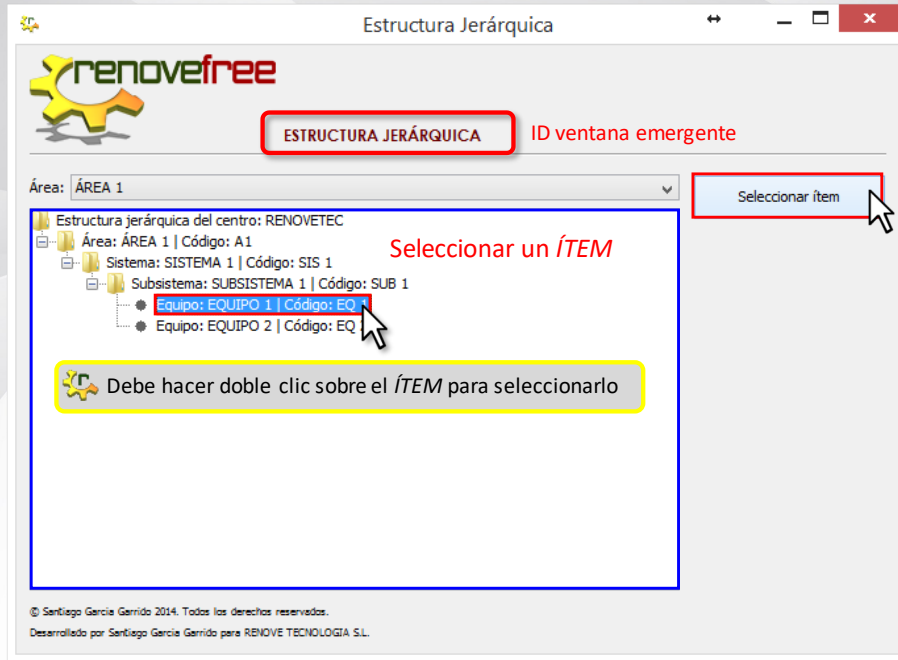 Estructura Jerárquica
renovefree
ESTRUCTURA JERÁRQUICA
ID ventana emergente
Área: ÁREA 1
Seleccionar ítem
Estructura jerárquica del centro: RENOVETEC
Área: ÁREA 1 | Código: A1
Seleccionar un ÍTEM
Sistema: SISTEMA 1 | Código: SIS 1
Subsistema: SUBSISTEMA 1 | Código: SUB 1
Equipo: EQUIPO 1 | Código: EQ 1
Equipo: EQUIPO 2 | Código: EQ
Debe hacer doble clic sobre el ÍTEM para seleccionarlo
© Santiago Garcia Garrido 2014. Todos los derechos reservados.
Desarrollado por Santiago Garcia Garrido para RENOVE TECNOLOGIA S.L.